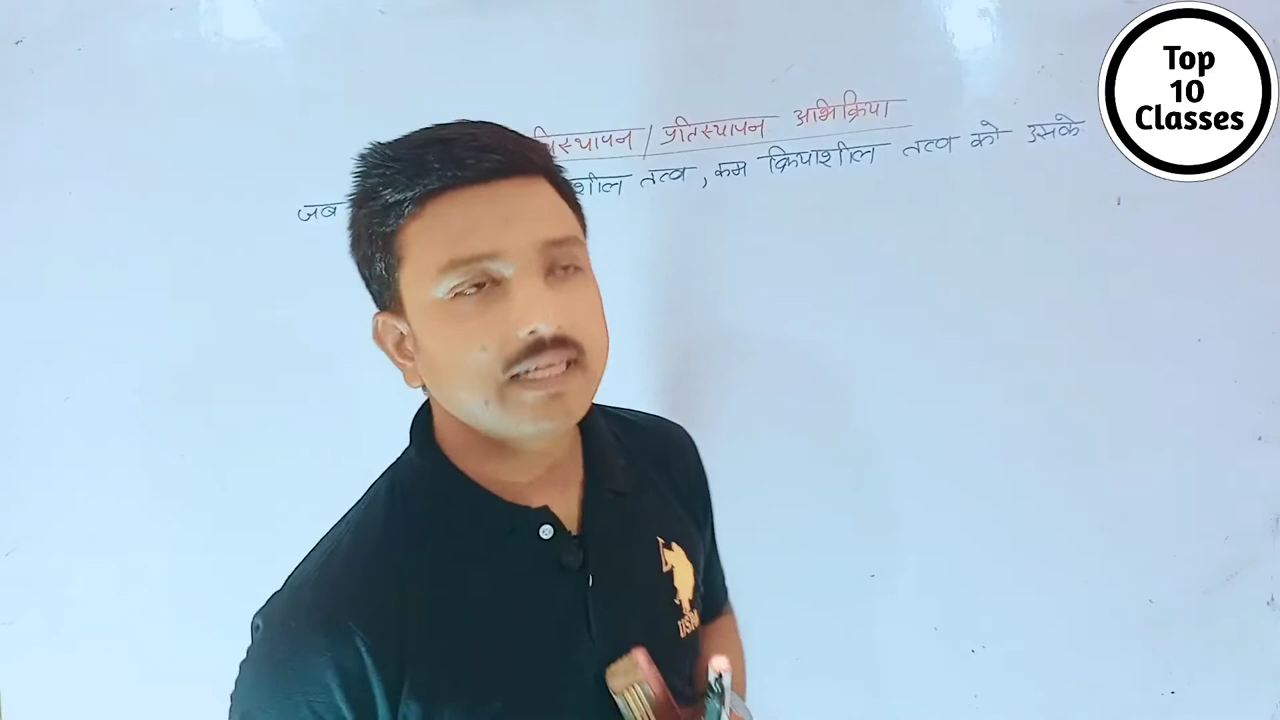 विस्थापन / प्रतिस्थापन अभिक्रिया
जब शील तत्व , कम क्रियाशील तत्व को उसके
Top
10
Classes